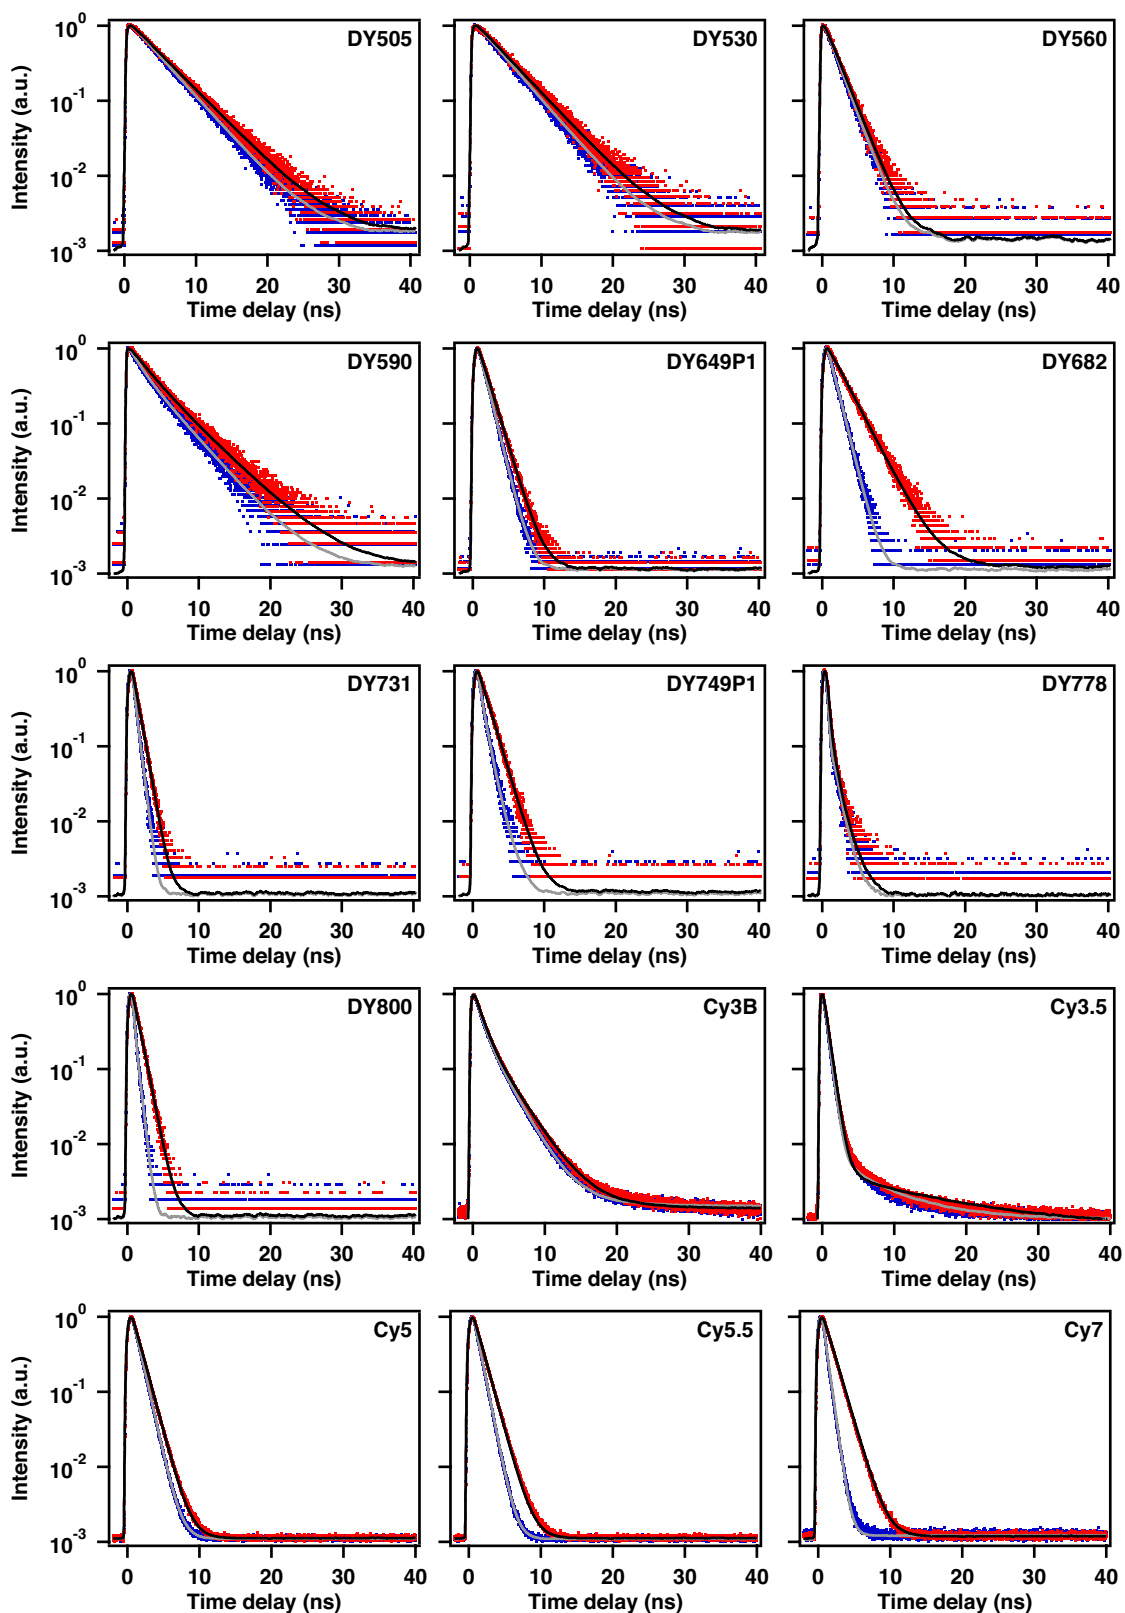 DY505
DY530
DY560
Intensity (a.u.)
10^0
10^-1
10^-2
10^-3
0 10 20 30 40
0 10 20 30 40
0 10 20 30 40
Time delay (ns)
Time delay (ns)
Time delay (ns)
DY590
DY649P1
DY682
Intensity (a.u.)
10^0
10^-1
10^-2
10^-3
0 10 20 30 40
0 10 20 30 40
0 10 20 30 40
Time delay (ns)
Time delay (ns)
Time delay (ns)
DY731
DY749P1
DY778
Intensity (a.u.)
10^0
10^-1
10^-2
10^-3
0 10 20 30 40
0 10 20 30 40
0 10 20 30 40
Time delay (ns)
Time delay (ns)
Time delay (ns)
DY800
Cy3B
Cy3.5
Intensity (a.u.)
10^0
10^-1
10^-2
10^-3
0 10 20 30 40
0 10 20 30 40
0 10 20 30 40
Time delay (ns)
Time delay (ns)
Time delay (ns)
Cy5
Cy5.5
Cy7
Intensity (a.u.)
10^0
10^-1
10^-2
10^-3
0 10 20 30 40
0 10 20 30 40
0 10 20 30 40
Time delay (ns)
Time delay (ns)
Time delay (ns)